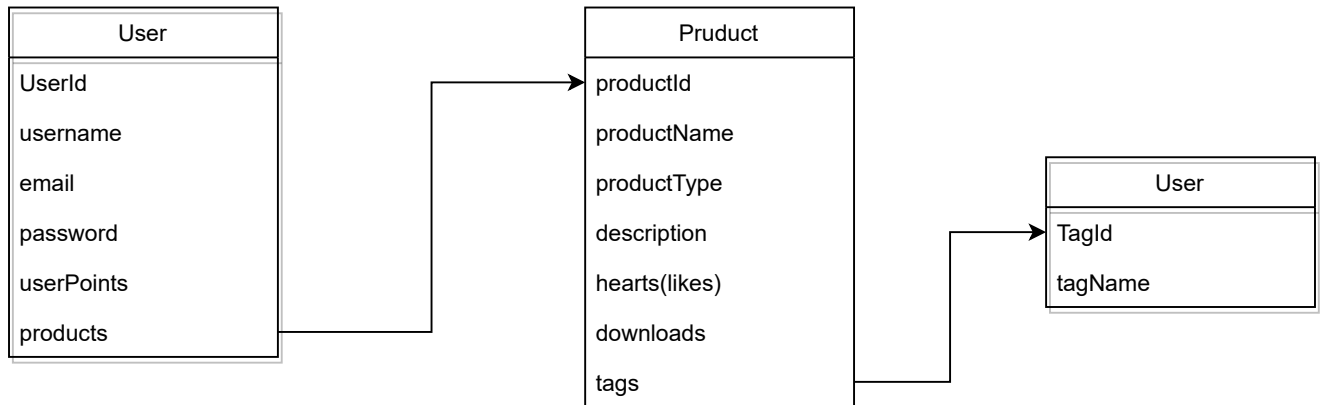 User
UserId
username
email
password
userPoints
products
Pruduct
productId
productName
productType
description
hearts(likes)
downloads
tags
User
TagId
tagName